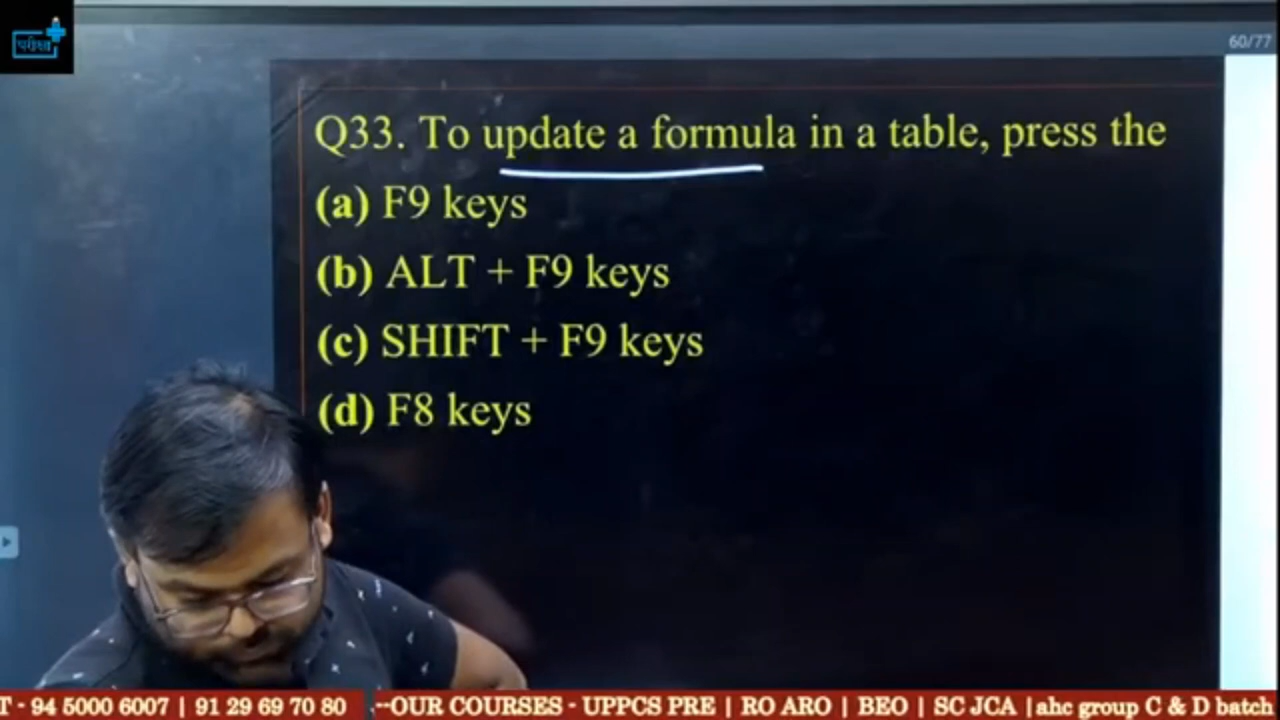 परीक्षा
60/77
Q33. To update a formula in a table, press the
(a) F9 keys
(b) ALT + F9 keys
(c) SHIFT + F9 keys
(d) F8 keys
T - 94 5000 6007 | 91 29 69 70 80 --OUR COURSES - UPPCS PRE | RO ARO | BEO | SC JCA |ahc group C & D batch